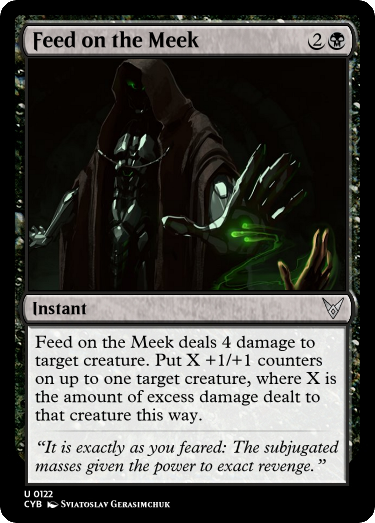 Feed on the Meek 2
Instant
Feed on the Meek deals 4 damage to
target creature. Put X +1/+1 counters
on up to one target creature, where X is
the amount of excess damage dealt to
that creature this way.
“It is exactly as you feared: The subjugated
masses given the power to exact revenge.”
U 0122
CYB Sviatoslav Gerasimchuk